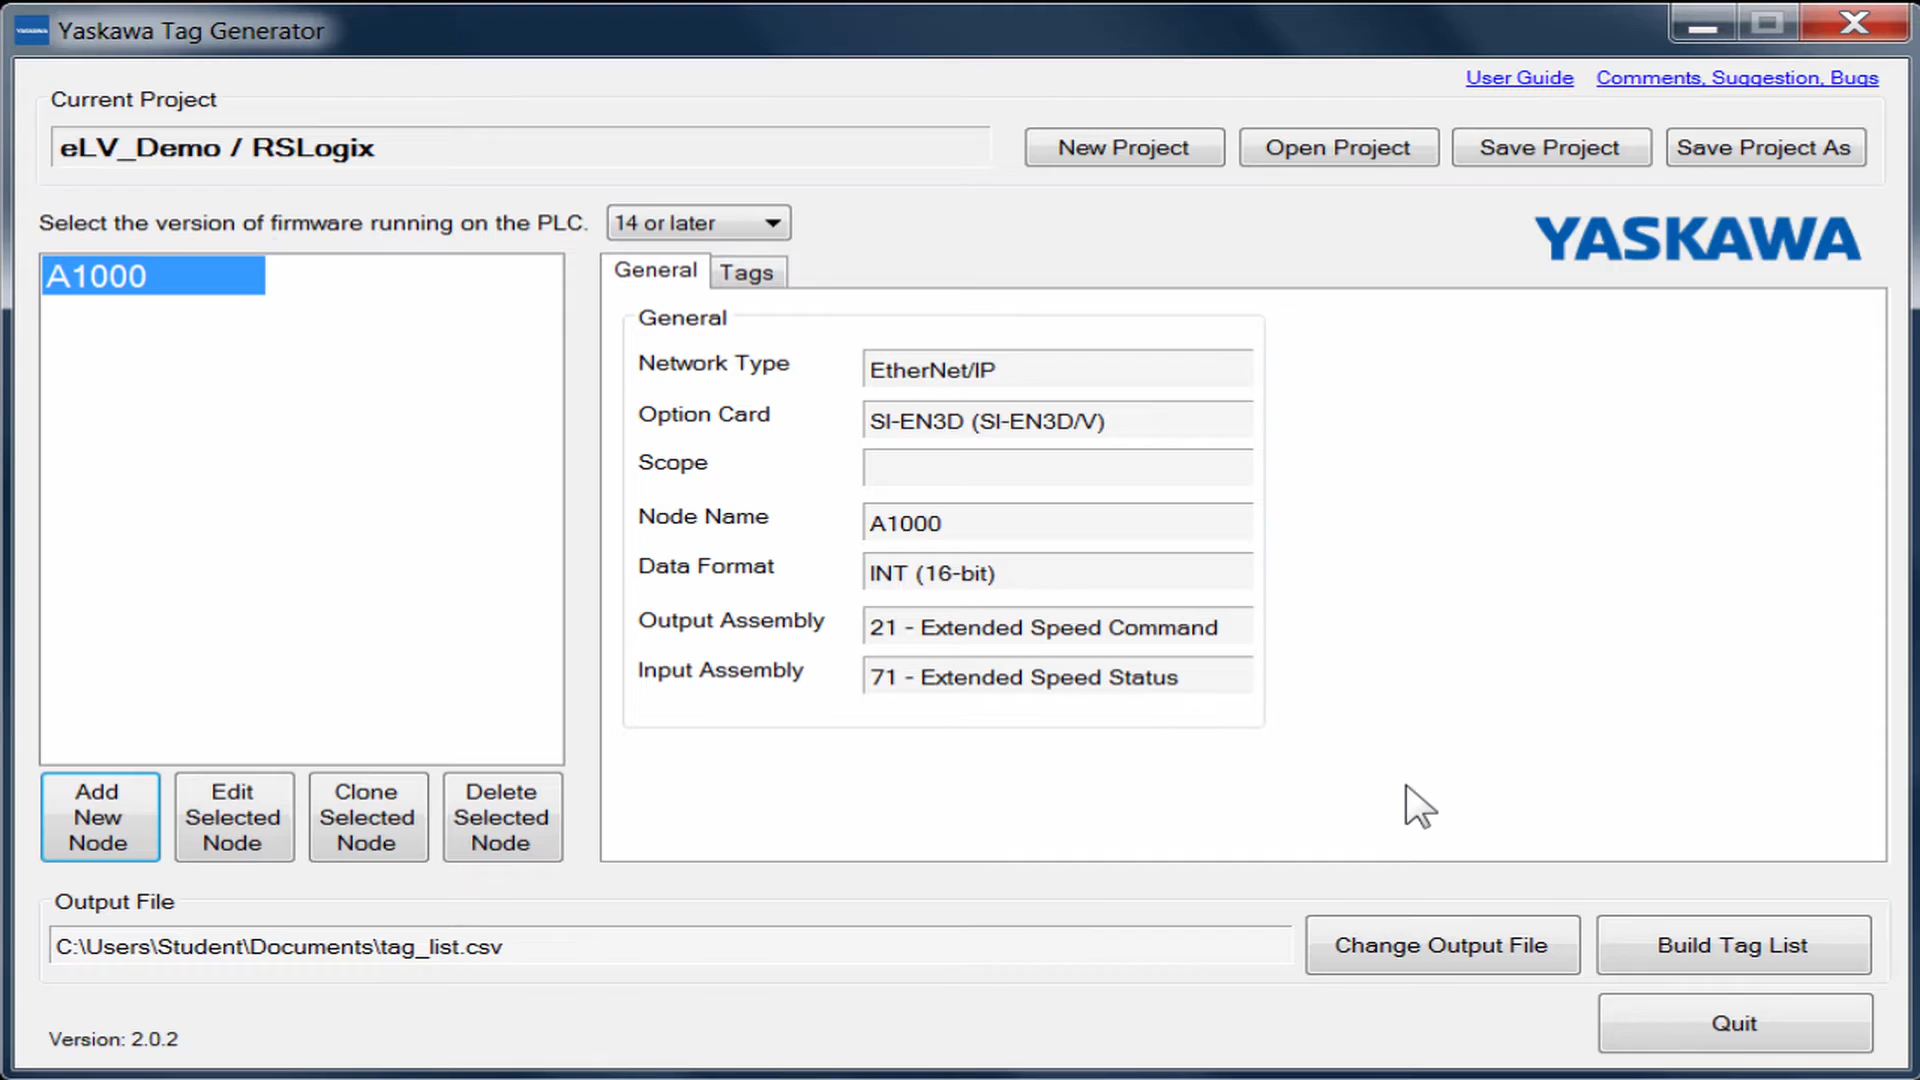 YASKAWA Yaskawa Tag Generator
User Guide Comments, Suggestion, Bugs
Current Project
eLV_Demo / RSLogix
New Project Open Project Save Project Save Project As
Select the version of firmware running on the PLC. 14 or later
YASKAWA
A1000
General Tags
General
Network Type EtherNet/IP
Option Card SI-EN3D (SI-EN3D/V)
Scope
Node Name A1000
Data Format INT (16-bit)
Output Assembly 21 - Extended Speed Command
Input Assembly 71 - Extended Speed Status
Add New Node
Edit Selected Node
Clone Selected Node
Delete Selected Node
Output File
C:\Users\Student\Documents\tag_list.csv
Change Output File Build Tag List
Quit
Version: 2.0.2